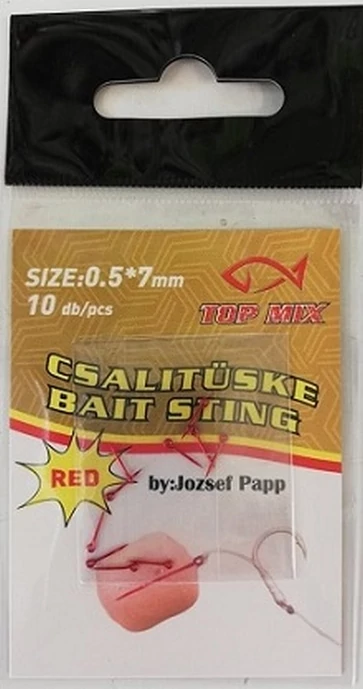 SIZE:0.5*7mm
10 db/pcs
TOP MIX
CSALITÜSKE
BAIT STING
RED
by:Jozsef Papp